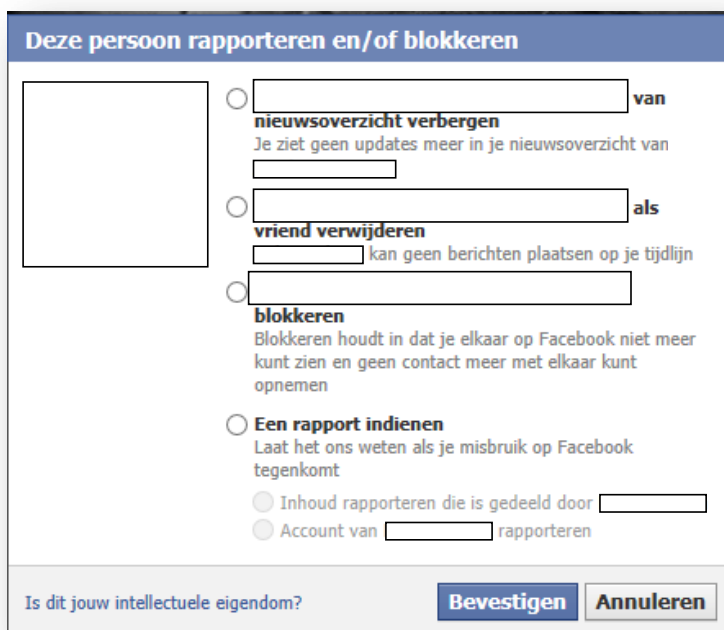 Deze persoon rapporteren en/of blokkeren
van
nieuwsoverzicht verbergen
Je ziet geen updates meer in je nieuwsoverzicht van
als
vriend verwijderen
kan geen berichten plaatsen op je tijdlijn
blokkeren
Blokkeren houdt in dat je elkaar op Facebook niet meer
kunt zien en geen contact meer met elkaar kunt
opnemen
Een rapport indienen
Laat het ons weten als je misbruik op Facebook
tegenkomt
Inhoud rapporteren die is gedeeld door
Account van rapporteren
Is dit jouw intellectuele eigendom? Bevestigen Annuleren